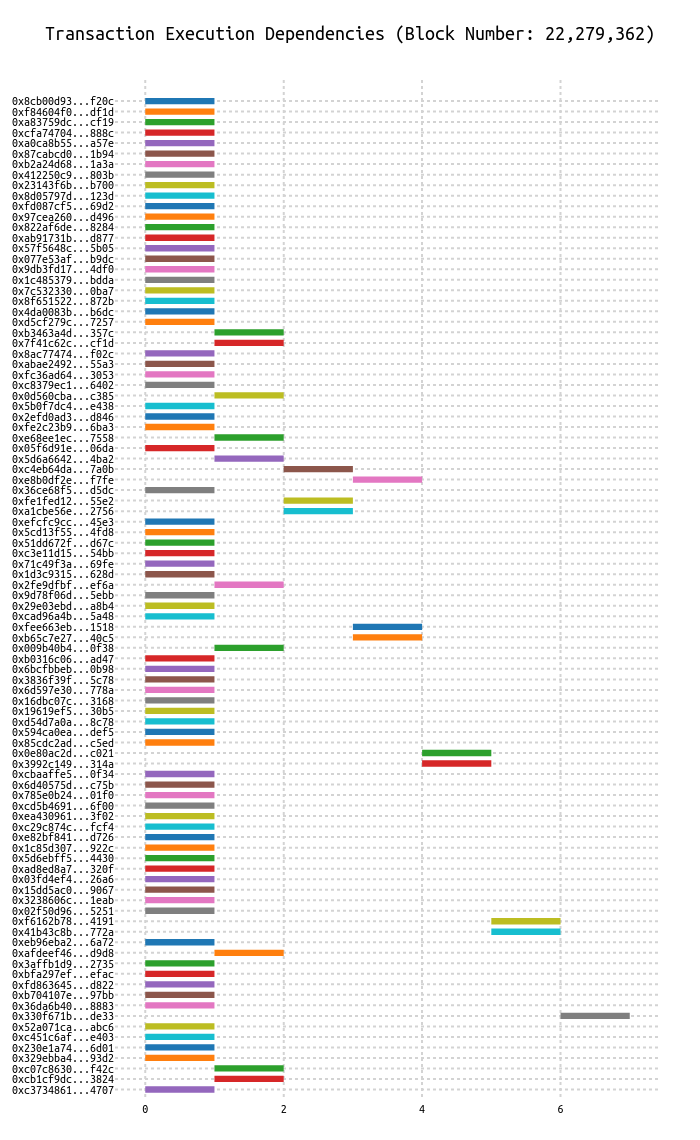 Transaction Execution Dependencies (Block Number: 22,279,362)
0x8cb00d93...f20c
0xf84604f0...df1d
0xa83759dc...cf19
0xcfa74704...888c
0xa0ca8b55...a57e
0x87cabcd0...1b94
0xb2a24d68...1a3a
0x412250c9...803b
0x23143f6b...b700
0x8d05797d...123d
0xfd087cf5...69d2
0x97cea260...d496
0x822af6de...8284
0xab91731b...d877
0x57f5648c...5b05
0x077e53af...b9dc
0x9db3fd17...4df0
0x1c485379...bdda
0x7c532330...0ba7
0x8f651522...872b
0x4da0083b...b6dc
0xd5cf279c...7257
0xb3463a4d...357c
0x7f41c62c...cf1d
0x8ac77474...f02c
0xabae2492...55a3
0xfc36ad64...3053
0xc8379ec1...6402
0x0d560cba...c385
0x5b0f7dc4...e438
0x2efd0ad3...d846
0xfe2c23b9...6ba3
0xe68ee1ec...7558
0x05f6d91e...06da
0x5d6a6642...4ba2
0xc4eb64da...7a0b
0xe8b0df2e...f7fe
0x36ce68f5...d5dc
0xfe1fed12...55e2
0xa1cbe56e...2756
0xefcfc9cc...45e3
0x5cd13f55...4fd8
0x51dd672f...d67c
0xc3e11d15...54bb
0x71c49f3a...69fe
0x1d3c9315...628d
0x2fe9dfbf...ef6a
0x9d78f06d...5ebb
0x29e03ebd...a8b4
0xcad96a4b...5a48
0xfee663eb...1518
0xb65c7e27...40c5
0x009b40b4...0f38
0xb0316c06...ad47
0x6bcfbbeb...0b98
0x3836f39f...5c78
0x6d597e30...778a
0x16dbc07c...3168
0x19619ef5...30b5
0xd54d7a0a...8c78
0x594ca0ea...def5
0x85cdc2ad...c5ed
0x0e80ac2d...c021
0x3992c149...314a
0xcbaaffe5...0f34
0x6d40575d...c75b
0x785e0b24...01f0
0xcd5b4691...6f00
0xea430961...3f02
0xc29c874c...fcf4
0xe82bf841...d726
0x1c85d307...922c
0x5d6ebff5...4430
0xad8ed8a7...320f
0x03fd4ef4...26a6
0x15dd5ac0...9067
0x3238606c...1eab
0x02f50d96...5251
0xf6162b78...4191
0x41b43c8b...772a
0xeb96eba2...6a72
0xafdeef46...d9d8
0x3affb1d9...2735
0xbfa297ef...efac
0xfd863645...d822
0xb704107e...97bb
0x36da6b40...8883
0x330f671b...de33
0x52a071ca...abc6
0xc451c6af...e403
0x230e1a74...6d01
0x329ebba4...93d2
0xc07c8630...f42c
0xcb1cf9dc...3824
0xc3734861...4707
0 2 4 6